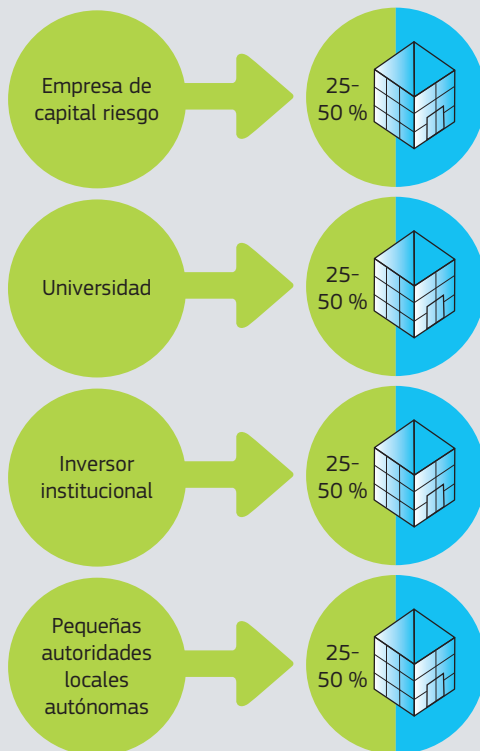 Empresa de
capital riesgo
25-
50 %
Universidad
25-
50 %
Inversor
institucional
25-
50 %
Pequeñas
autoridades
locales
autónomas
25-
50 %